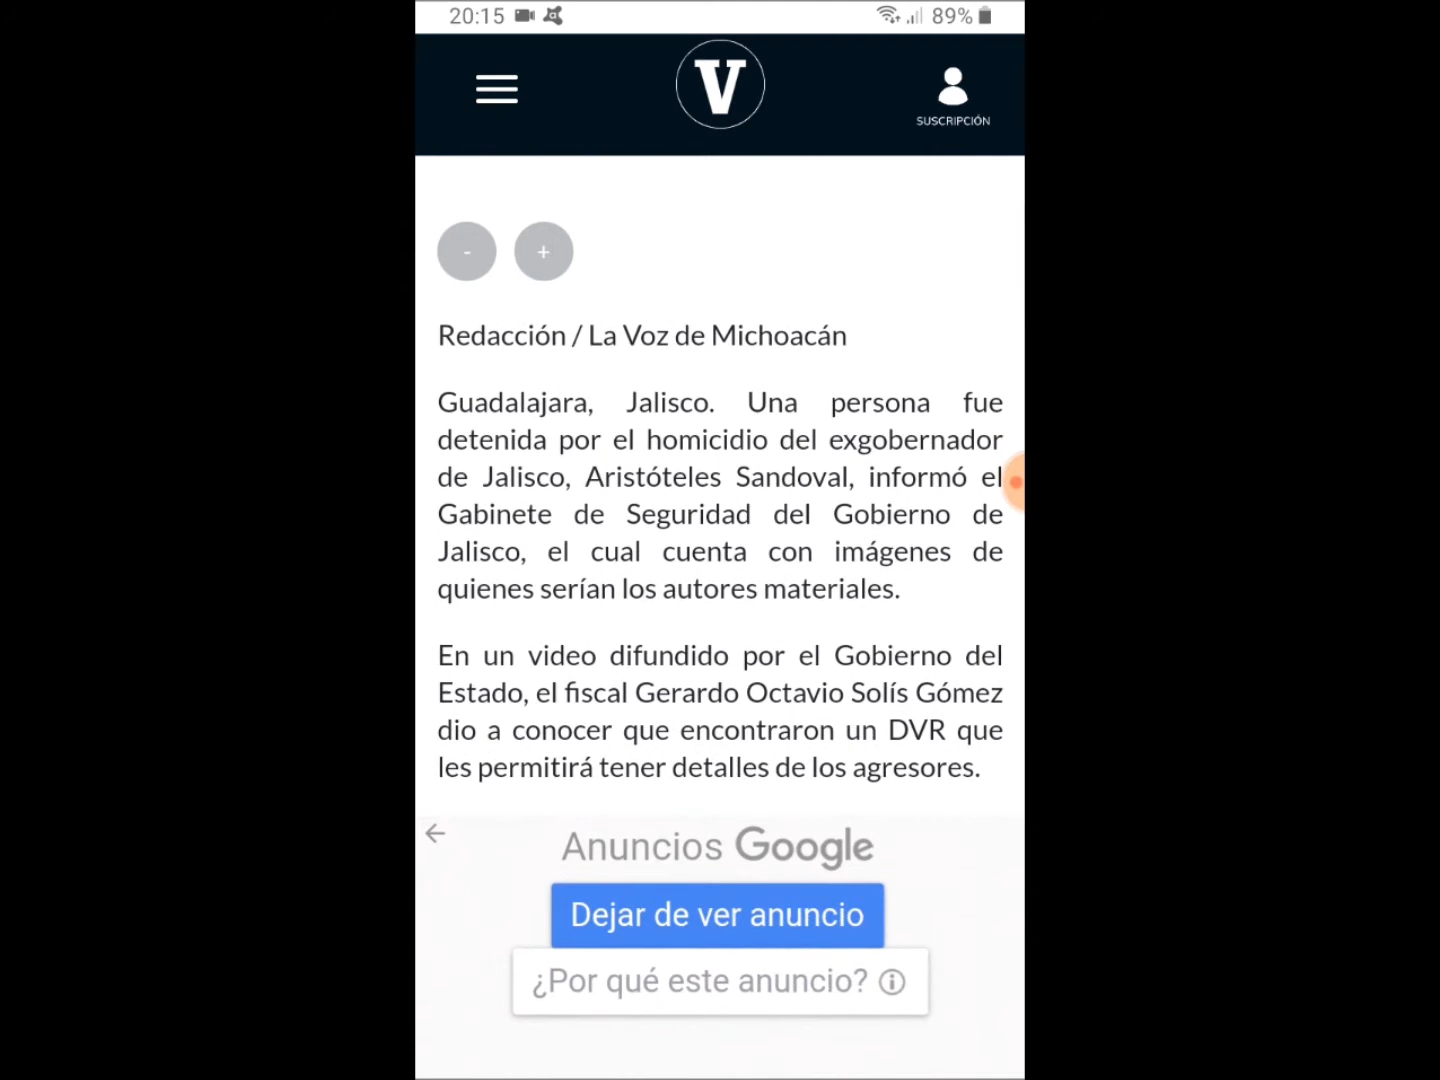 20:15 89%
V
SUSCRIPCIÓN
- +
Redacción / La Voz de Michoacán
Guadalajara, Jalisco. Una persona fue
detenida por el homicidio del exgobernador
de Jalisco, Aristóteles Sandoval, informó el
Gabinete de Seguridad del Gobierno de
Jalisco, el cual cuenta con imágenes de
quienes serían los autores materiales.
En un video difundido por el Gobierno del
Estado, el fiscal Gerardo Octavio Solís Gómez
dio a conocer que encontraron un DVR que
les permitirá tener detalles de los agresores.
Anuncios Google
Dejar de ver anuncio
¿Por qué este anuncio?